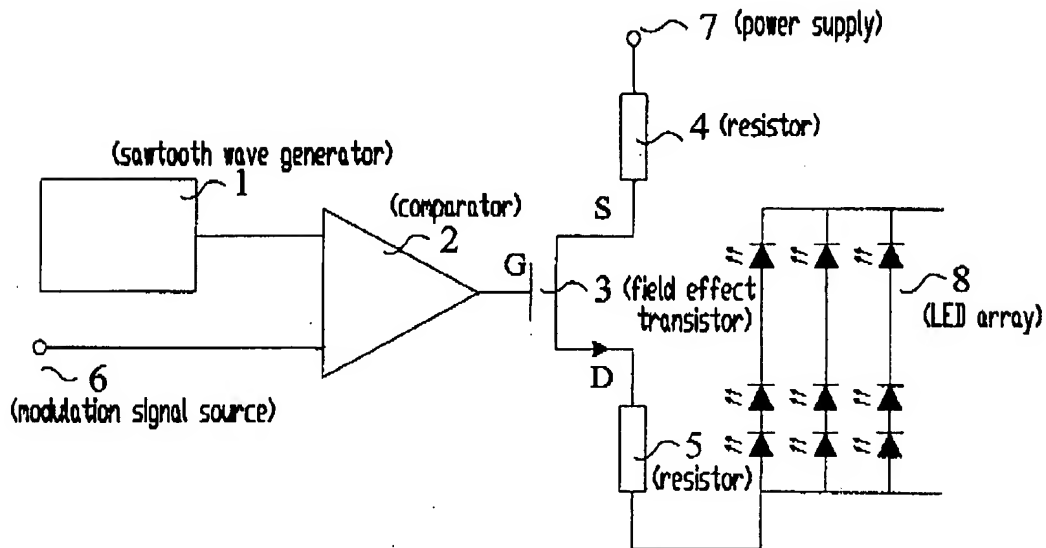 7 (power supply)
4 (resistor)
(sawtooth wave generator)
1
(comparator)
2
S
G
3 (field effect
transistor)
8
(LED array)
D
6
(modulation signal source)
5
(resistor)